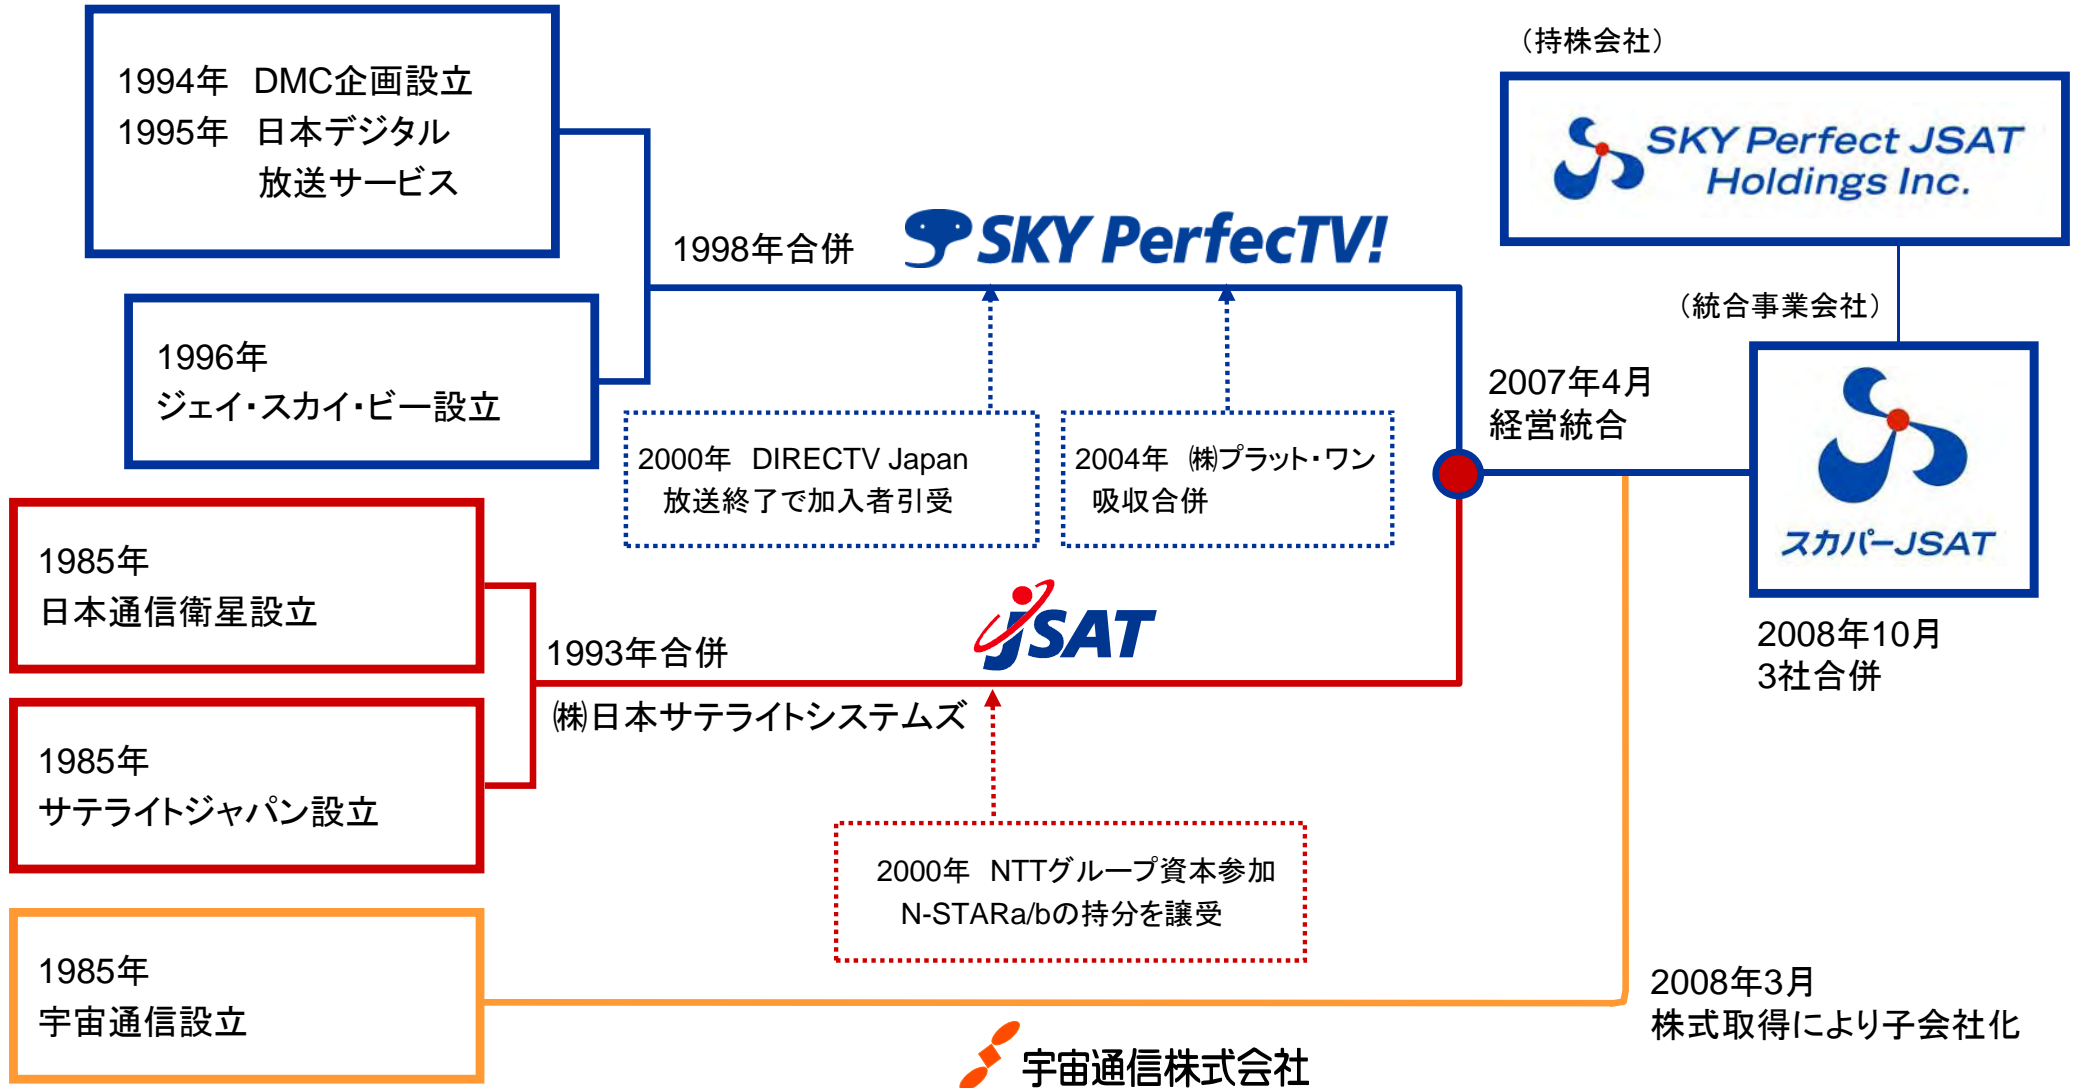 1994年　DMC企画設立
1995年　日本デジタル
放送サービス
1996年
ジェイ・スカイ・ビー設立
1998年合併
SKY PerfecTV!
2000年　DIRECTV Japan
放送終了で加入者引受
2004年　㈱プラット・ワン
吸収合併
1985年
日本通信衛星設立
1985年
サテライトジャパン設立
1993年合併
㈱日本サテライトシステムズ
JSAT
2000年　NTTグループ資本参加
N-STARa/bの持分を譲受
1985年
宇宙通信設立
宇宙通信株式会社
2007年4月
経営統合
2008年3月
株式取得により子会社化
（持株会社）
SKY Perfect JSAT
Holdings Inc.
（統合事業会社）
スカパーJSAT
2008年10月
3社合併